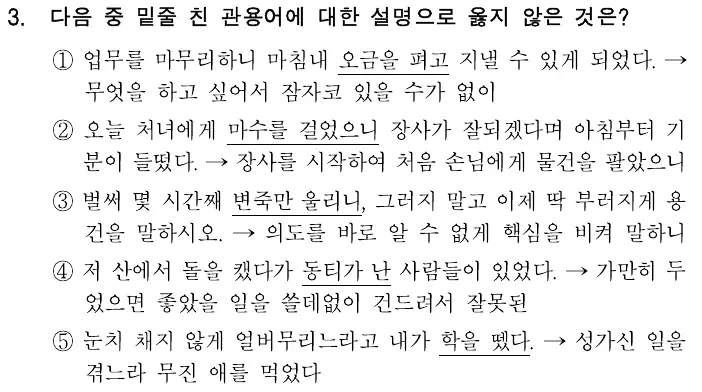 3. 다음 중 밑줄 친 관용어에 대한 설명으로 옳지 않은 것은?
① 업무를 마무리하니 마침내 오금을 펴고 지낼 수 있게 되었다. →
무엇을 하고 싶어서 잠자코 있을 수가 없이
② 오늘 처녀에게 마수를 걸었으니 장사가 잘되겠다며 아침부터 기
분이 들떴다. → 장사를 시작하여 처음 손님에게 물건을 팔았으니
③ 벌써 몇 시간째 변죽만 울리니, 그러지 말고 이제 딱 부러지게 용
건을 말하시오. → 의도를 바로 알 수 없게 핵심을 비켜 말하니
④ 저 산에서 돌을 캤다가 동티가 난 사람들이 있었다. → 가만히 두
었으면 좋았을 일을 쓸데없이 건드려서 잘못된
⑤ 눈치 채지 않게 얼버무리느라고 내가 학을 뗐다. → 성가신 일을
겪느라 무진 애를 먹었다